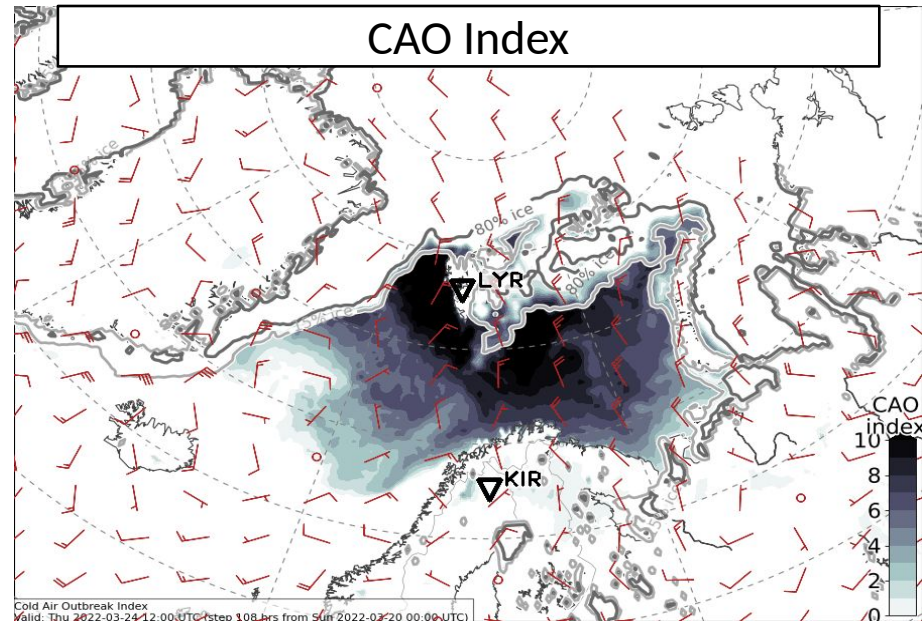 CAO Index
80% ice
80% ice
LYR
KIR
CAO
index
10
8
6
4
2
0
Cold Air Outbreak Index
Valid: Thu 2022-03-24 12:00 UTC (step 108 hrs from Sun 2022-03-20 00:00 UTC)